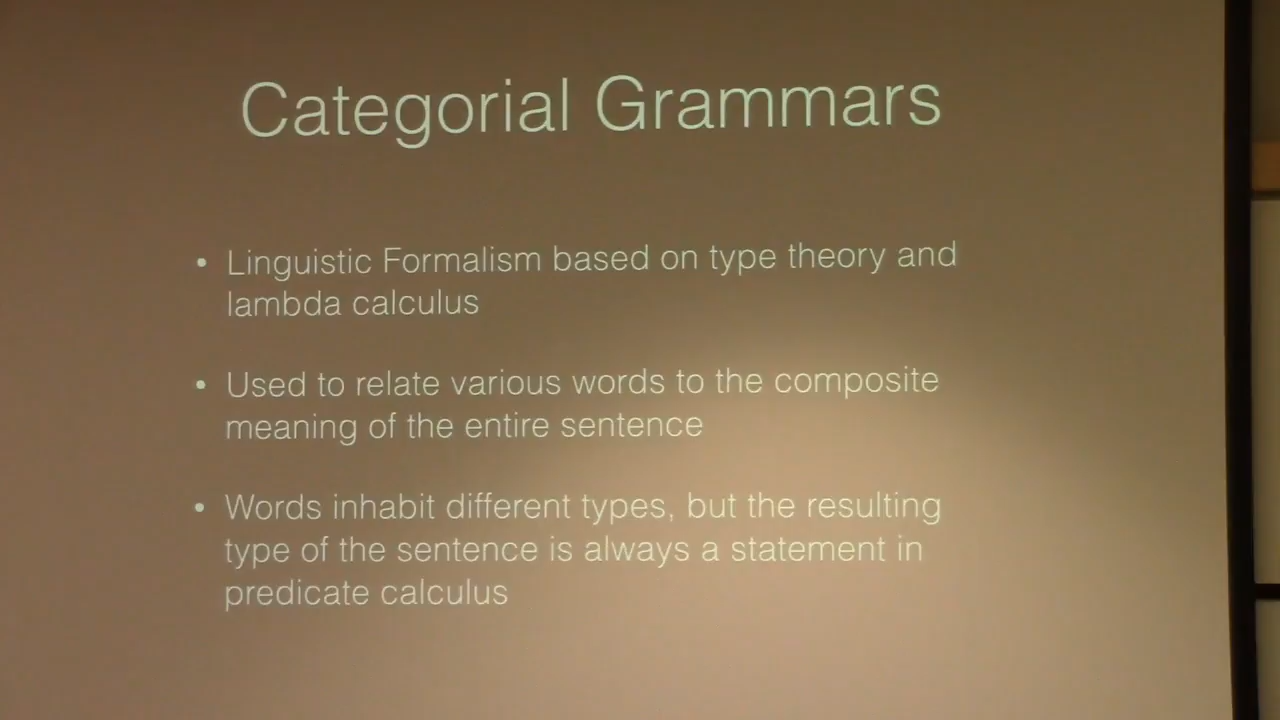 Categorial Grammars
• Linguistic Formalism based on type theory and
lambda calculus
• Used to relate various words to the composite
meaning of the entire sentence
• Words inhabit different types, but the resulting
type of the sentence is always a statement in
predicate calculus